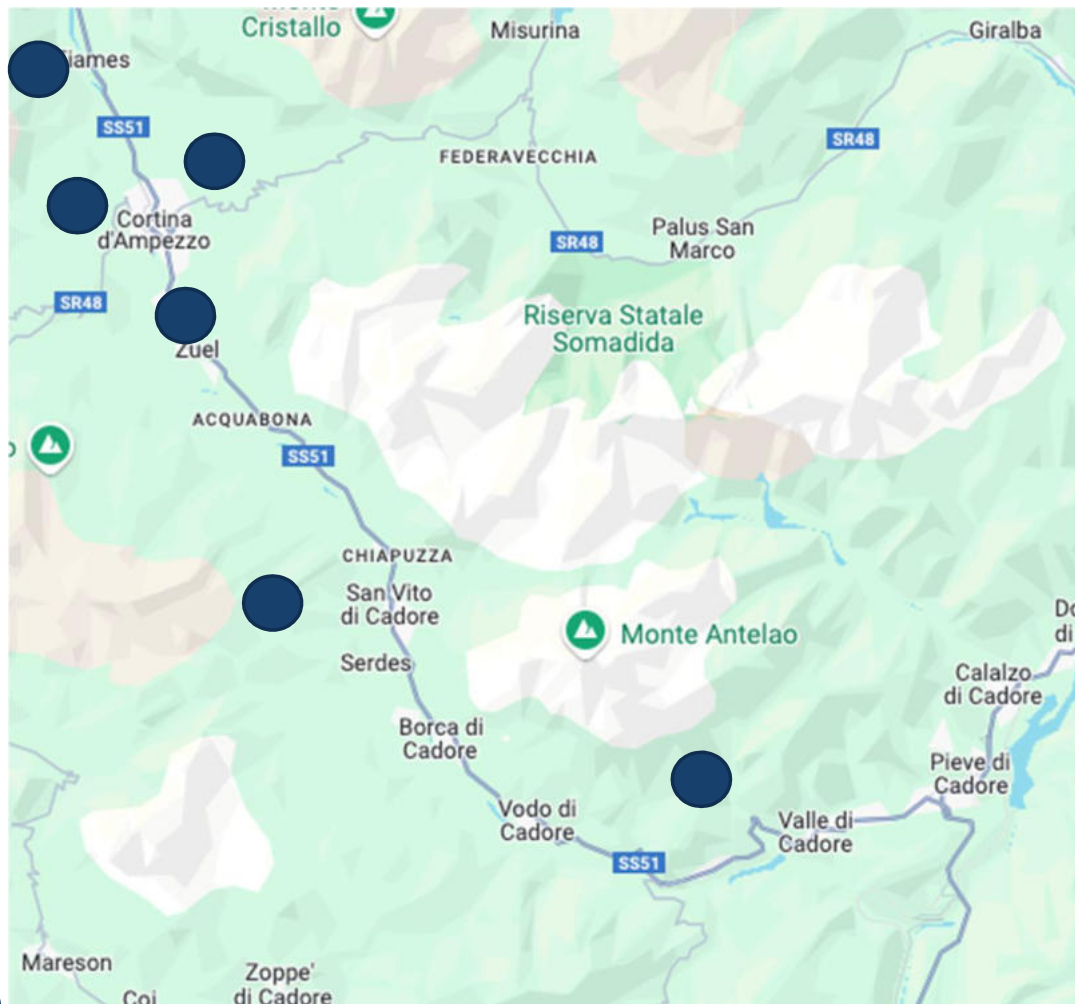 Cristallo
Misurina
Giralba
SS51
SR48
FEDERAVECCHIA
Cortina
d'Ampezzo
Palus San
Marco
SR48
SR48
Riserva Statale
Somadida
Zuel
ACQUABONA
SS51
CHIAPUZZA
San Vito
di Cadore
Monte Antelao
Serdes
Calalzo
di Cadore
Borca di
Cadore
Pieve di
Cadore
Vodo di
Cadore
Valle di
Cadore
SS51
Mareson
Zoppe'
di Cadore
Coi